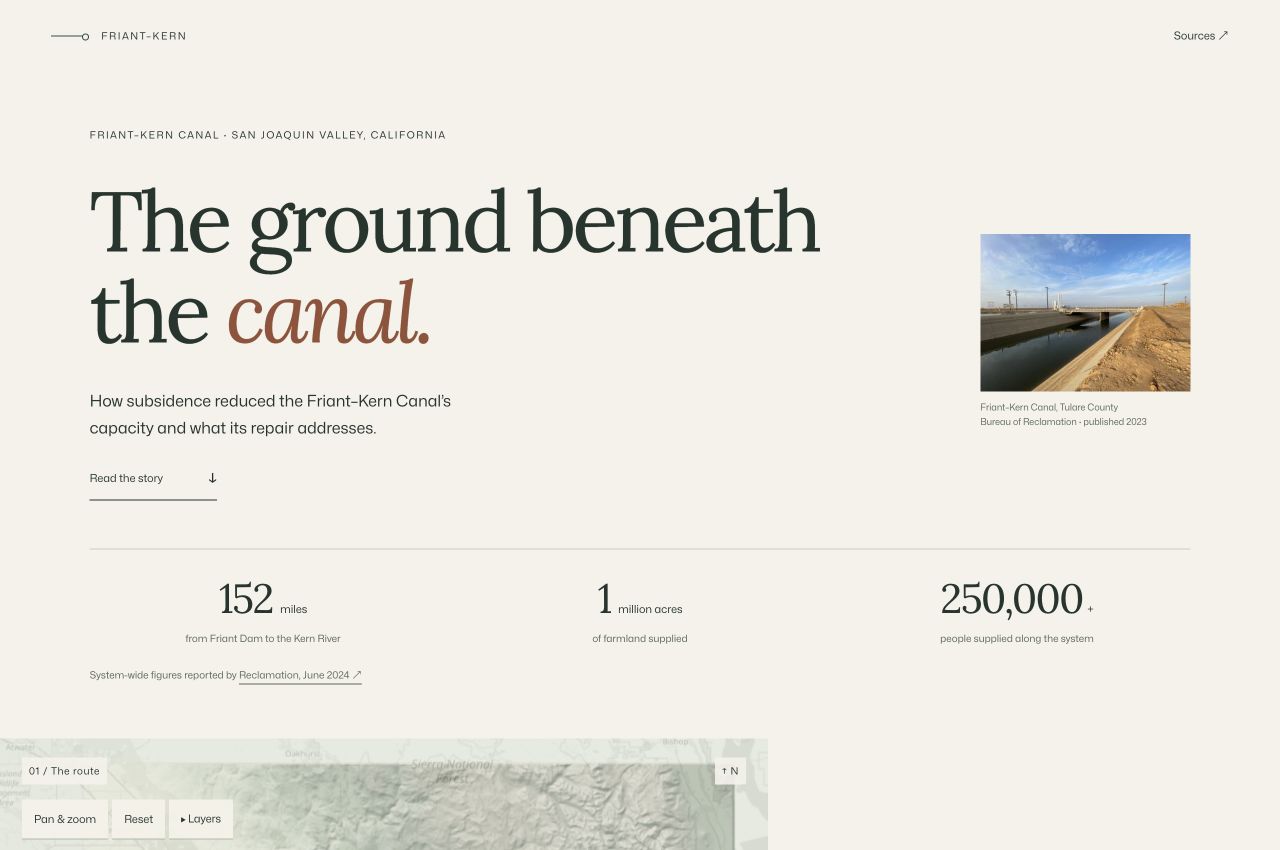 FRIANT–KERN
Sources ↗
FRIANT–KERN CANAL · SAN JOAQUIN VALLEY, CALIFORNIA
The ground beneath
the canal.
How subsidence reduced the Friant–Kern Canal's
capacity and what its repair addresses.
Read the story ↓
Friant–Kern Canal, Tulare County
Bureau of Reclamation · published 2023
152 miles
from Friant Dam to the Kern River
1 million acres
of farmland supplied
250,000 +
people supplied along the system
System-wide figures reported by Reclamation, June 2024 ↗
Atwater
Oakhurst
Bishop
Sierra National
Forest
01 / The route
↑ N
Pan & zoom
Reset
▸ Layers